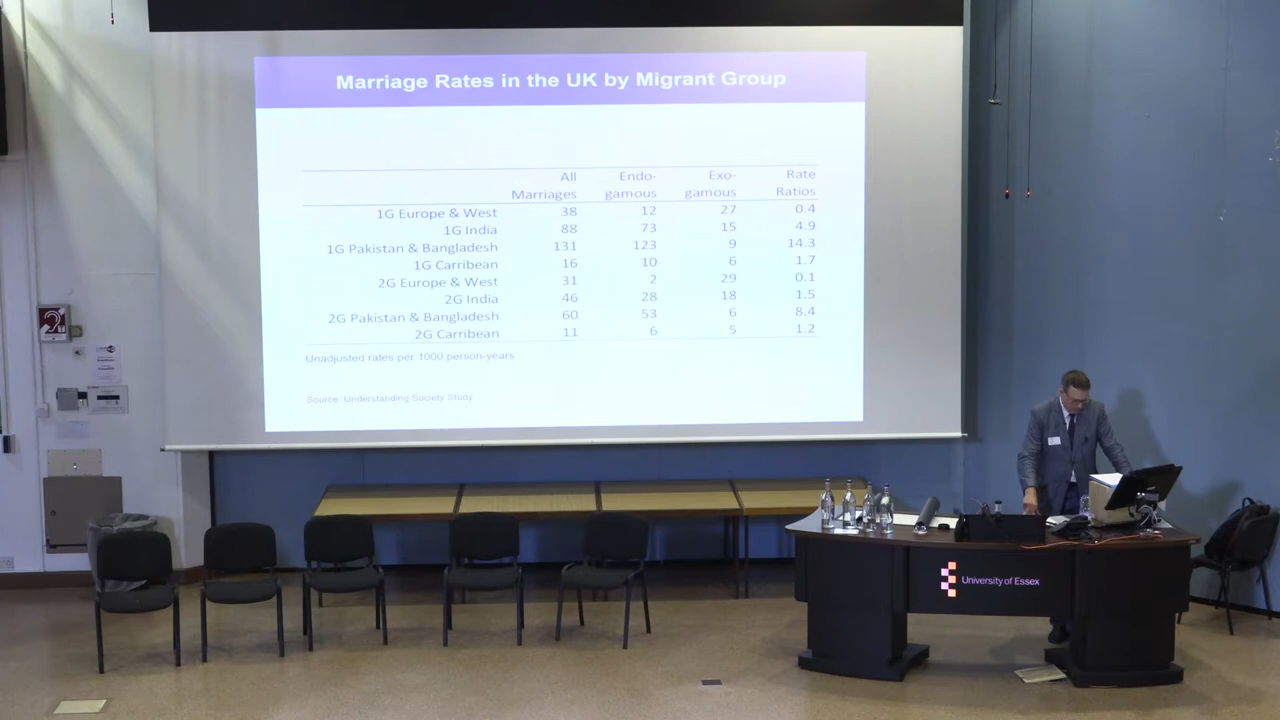 Marriage Rates in the UK by Migrant Group
All Marriages Endo-gamous Exo-gamous Rate Ratios
1G Europe & West 38 12 27 0.4
1G India 88 73 15 4.9
1G Pakistan & Bangladesh 131 123 9 14.3
1G Carribean 16 10 6 1.7
2G Europe & West 31 2 29 0.1
2G India 46 28 18 1.5
2G Pakistan & Bangladesh 60 53 6 8.4
2G Carribean 11 6 5 1.2
Unadjusted rates per 1000 person-years
Source: Understanding Society Study
University of Essex